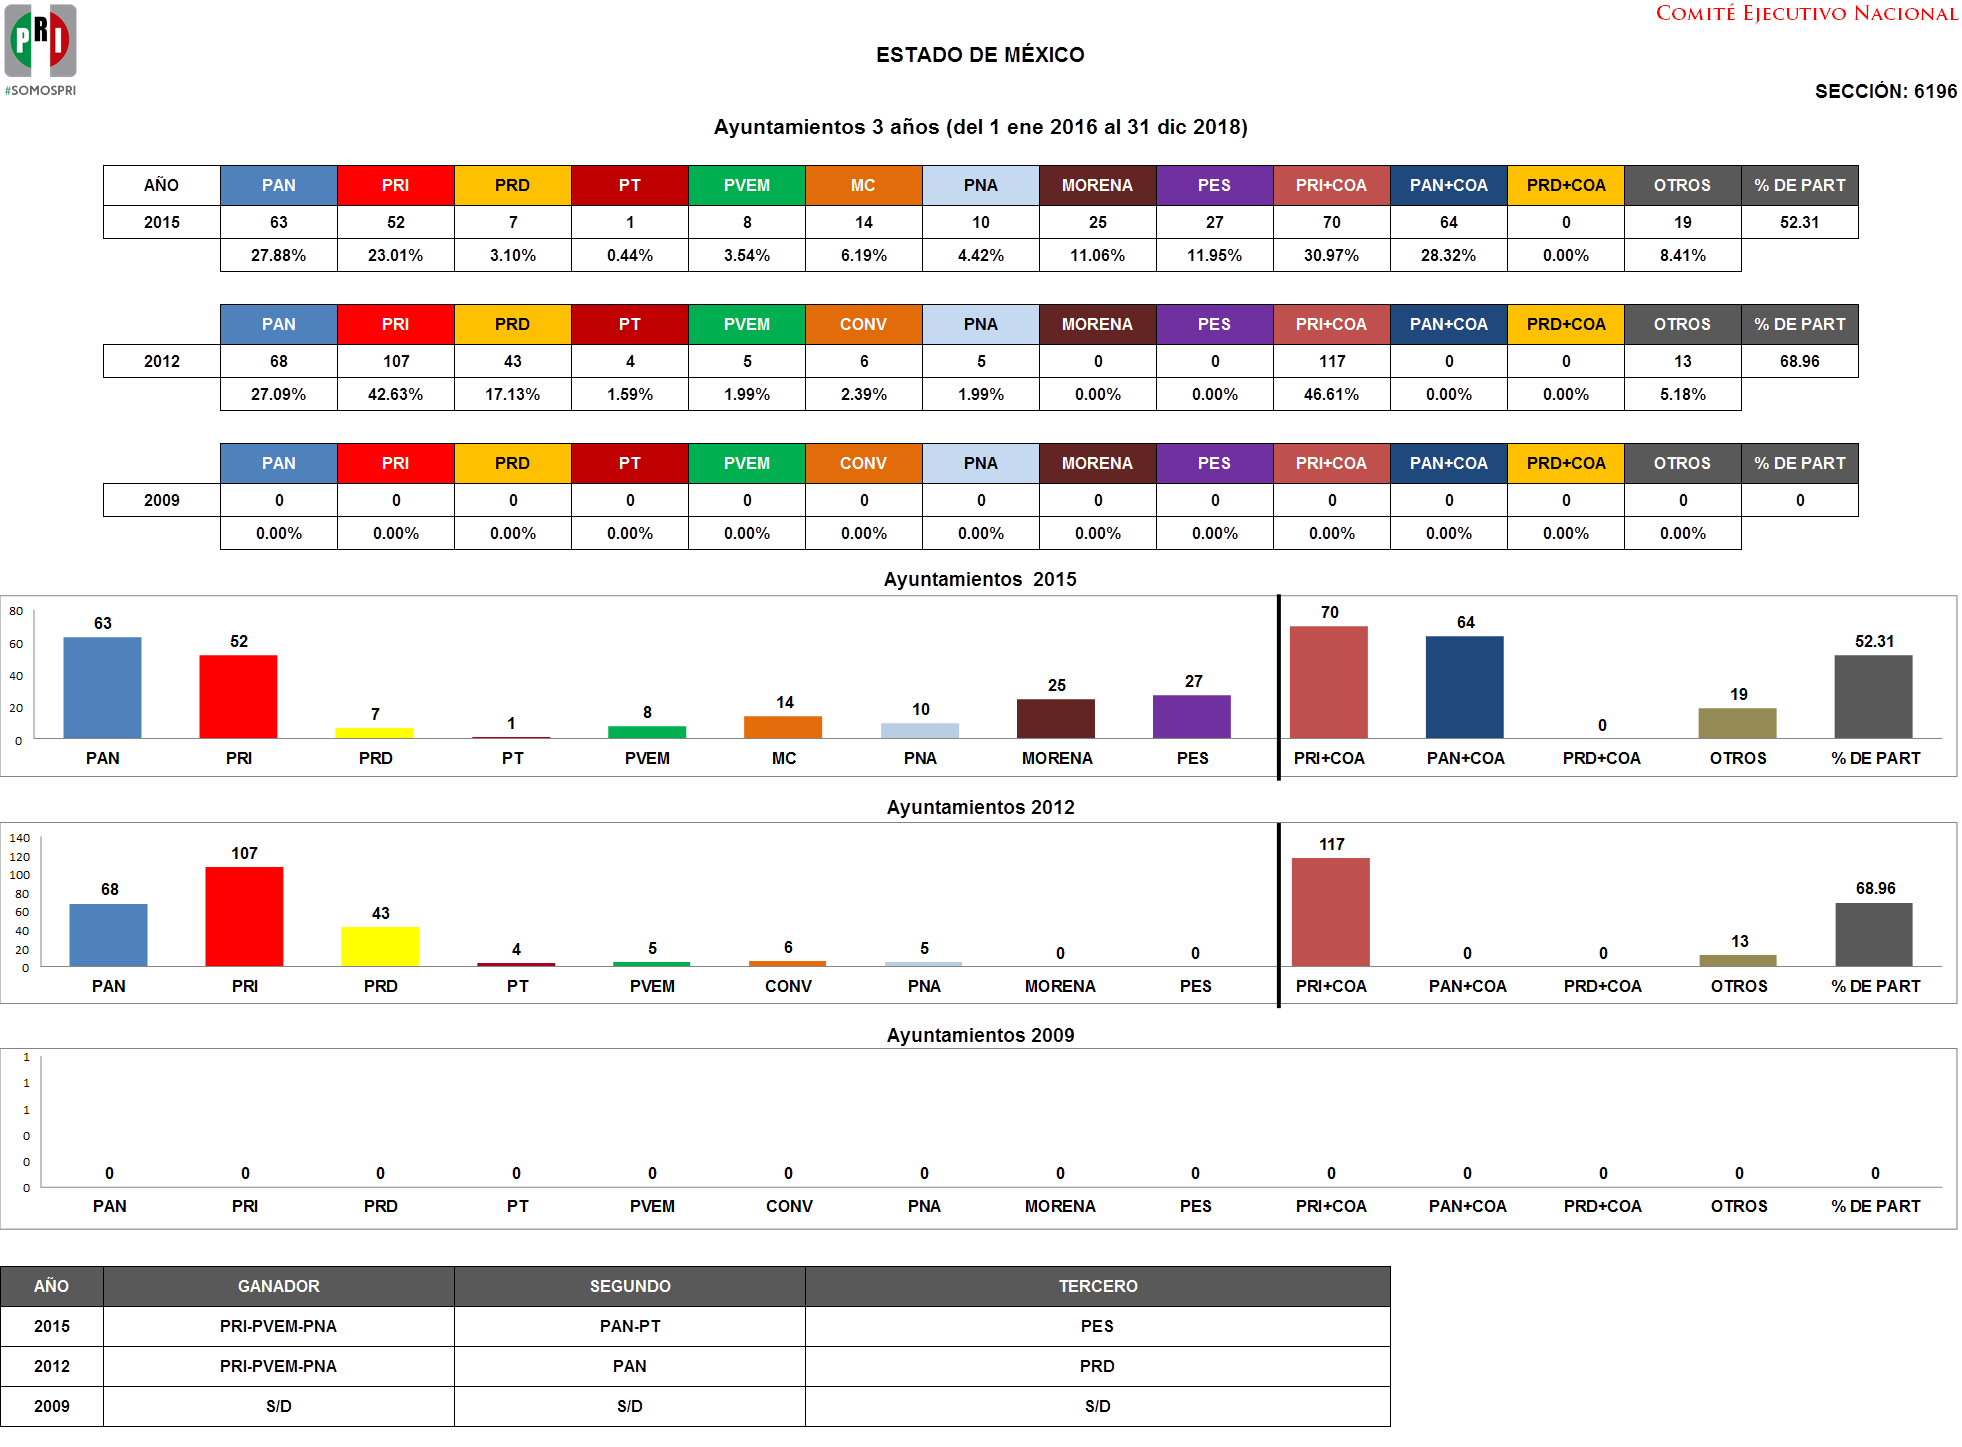 PRI
#SOMOSPRI
COMITÉ EJECUTIVO NACIONAL
ESTADO DE MÉXICO
SECCIÓN: 6196
Ayuntamientos 3 años (del 1 ene 2016 al 31 dic 2018)
AÑO PAN PRI PRD PT PVEM MC PNA MORENA PES PRI+COA PAN+COA PRD+COA OTROS % DE PART
2015 63 52 7 1 8 14 10 25 27 70 64 0 19 52.31
27.88% 23.01% 3.10% 0.44% 3.54% 6.19% 4.42% 11.06% 11.95% 30.97% 28.32% 0.00% 8.41%
PAN PRI PRD PT PVEM CONV PNA MORENA PES PRI+COA PAN+COA PRD+COA OTROS % DE PART
2012 68 107 43 4 5 6 5 0 0 117 0 0 13 68.96
27.09% 42.63% 17.13% 1.59% 1.99% 2.39% 1.99% 0.00% 0.00% 46.61% 0.00% 0.00% 5.18%
PAN PRI PRD PT PVEM CONV PNA MORENA PES PRI+COA PAN+COA PRD+COA OTROS % DE PART
2009 0 0 0 0 0 0 0 0 0 0 0 0 0 0
0.00% 0.00% 0.00% 0.00% 0.00% 0.00% 0.00% 0.00% 0.00% 0.00% 0.00% 0.00% 0.00%
Ayuntamientos 2015
80
60
40
20
0
63 52 7 1 8 14 10 25 27 70 64 0 19 52.31
PAN PRI PRD PT PVEM MC PNA MORENA PES PRI+COA PAN+COA PRD+COA OTROS % DE PART
Ayuntamientos 2012
140
120
100
80
60
40
20
0
68 107 43 4 5 6 5 0 0 117 0 0 13 68.96
PAN PRI PRD PT PVEM CONV PNA MORENA PES PRI+COA PAN+COA PRD+COA OTROS % DE PART
Ayuntamientos 2009
1
1
1
0
0
0
0 0 0 0 0 0 0 0 0 0 0 0 0 0
PAN PRI PRD PT PVEM CONV PNA MORENA PES PRI+COA PAN+COA PRD+COA OTROS % DE PART
AÑO GANADOR SEGUNDO TERCERO
2015 PRI-PVEM-PNA PAN-PT PES
2012 PRI-PVEM-PNA PAN PRD
2009 S/D S/D S/D